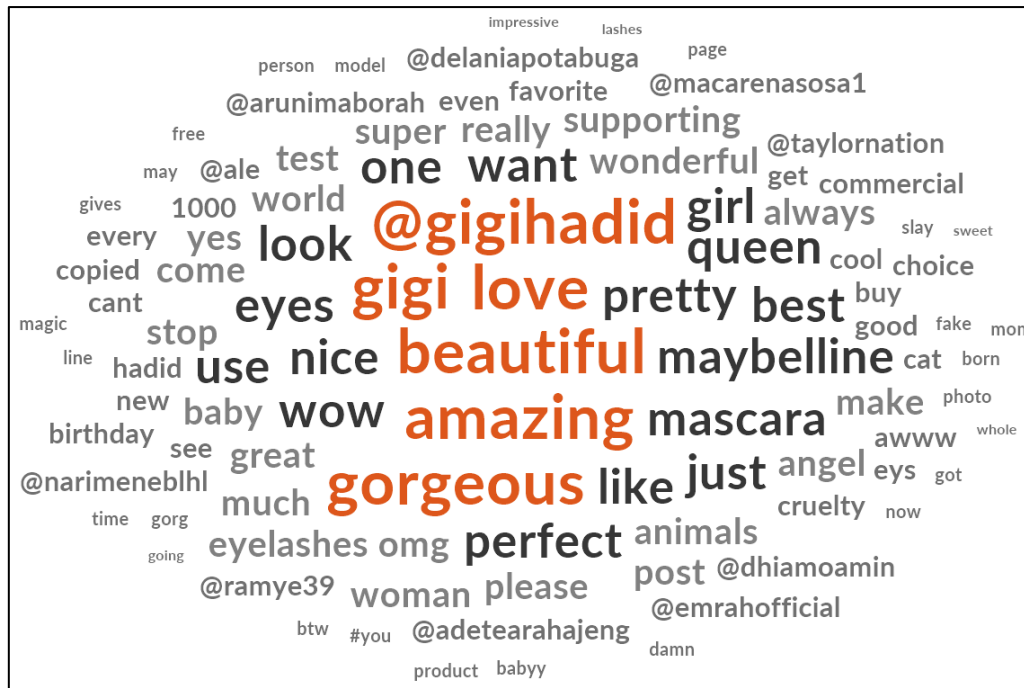 impressive
lashes
person model @delaniapotabuga page
@arunimaborah even favorite @macarenasosa1
free super really supporting
may @ale test one want wonderful @taylornation
gives 1000 world @gigihadid girl always get commercial
every yes look queen slay sweet
copied come gigi love cool choice
cant eyes pretty best buy
magic stop good fake
line hadid use nice beautiful maybelline cat born
new baby wow amazing mascara make photo
birthday see great awww whole
@narimeneblhl gorgeous like just angel eys got
much cruelty now
time gorg eyelashes omg perfect animals
going
@ramye39 woman please post @dhiamoamin
@emrahofficial
btw #you @adetearahajeng
damn
product babyy